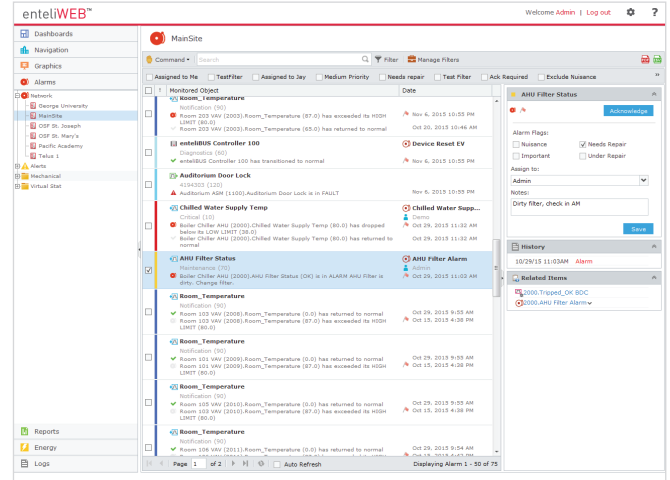 enteliWEB™
Welcome Admin | Log out
Dashboards
Navigation
Graphics
Alarms
Network
George University
MainSite
OSF St. Joseph
OSF St. Mary's
Pacific Academy
Telus 1
Alerts
Mechanical
Virtual Stat
Reports
Energy
Logs
MainSite
Command
Search
Filter
Manage Filters
Assigned to Me
TestFilter
Assigned to Jay
Medium Priority
Needs repair
Test Filter
Ack Required
Exclude Nuisance
! Monitored Object Date
Room_Temperature
Notification (90)
Room 203 VAV (2003).Room_Temperature (87.0) has exceeded its HIGH LIMIT (80.0) Nov 6, 2015 10:55 PM
Room 203 VAV (2003).Room_Temperature (65.0) has returned to normal Oct 20, 2015 10:46 AM
enteliBUS Controller 100 Device Reset EV
Diagnostics (60)
enteliBUS Controller 100 has transitioned to normal Nov 6, 2015 10:55 PM
Auditorium Door Lock
4194303 (120)
Auditorium ASM (1100).Auditorium Door Lock is in FAULT Nov 6, 2015 10:55 PM
Chilled Water Supply Temp Chilled Water Supp...
Critical (10) Demo
Boiler Chiller AHU (2000).Chilled Water Supply Temp (80.0) has dropped Oct 29, 2015 11:32 AM
below its LOW LIMIT (38.0)
Boiler Chiller AHU (2000).Chilled Water Supply Temp (80.0) has returned to Oct 29, 2015 11:32 AM
normal
AHU Filter Status AHU Filter Alarm
Maintenance (70) Admin
Boiler Chiller AHU (2000).AHU Filter Status (OK) is in ALARM AHU Filter is Oct 29, 2015 11:03 AM
dirty. Change filter.
Room_Temperature
Notification (90)
Room 103 VAV (2008).Room_Temperature (0.0) has returned to normal Oct 29, 2015 9:55 AM
Room 103 VAV (2008).Room_Temperature (87.0) has exceeded its HIGH Oct 15, 2015 4:38 PM
LIMIT (80.0)
Room_Temperature
Notification (90)
Room 101 VAV (2009).Room_Temperature (0.0) has returned to normal Oct 29, 2015 9:55 AM
Room 101 VAV (2009).Room_Temperature (87.0) has exceeded its HIGH Oct 15, 2015 4:38 PM
LIMIT (80.0)
Room_Temperature
Notification (90)
Room 105 VAV (2010).Room_Temperature (0.0) has returned to normal Oct 29, 2015 9:55 AM
Room_Temperature (87.0) has exceeded its HIGH Oct 15, 2015 4:38 PM
LIMIT (80.0)
Room_Temperature
Notification (90)
Room 106 VAV (2011).Room_Temperature (0.0) has returned to normal Oct 29, 2015 9:54 AM
Page 1 of 2
Auto Refresh
Displaying Alarm 1 - 50 of 75
AHU Filter Status
Acknowledge
Alarm Flags:
Nuisance Needs Repair
Important Under Repair
Assign to:
Admin
Notes:
Dirty filter, check in AM
Save
History
10/29/15 11:03AM Alarm
Related Items
2000.Tripped_OK BDC
2000.AHU Filter Alarm